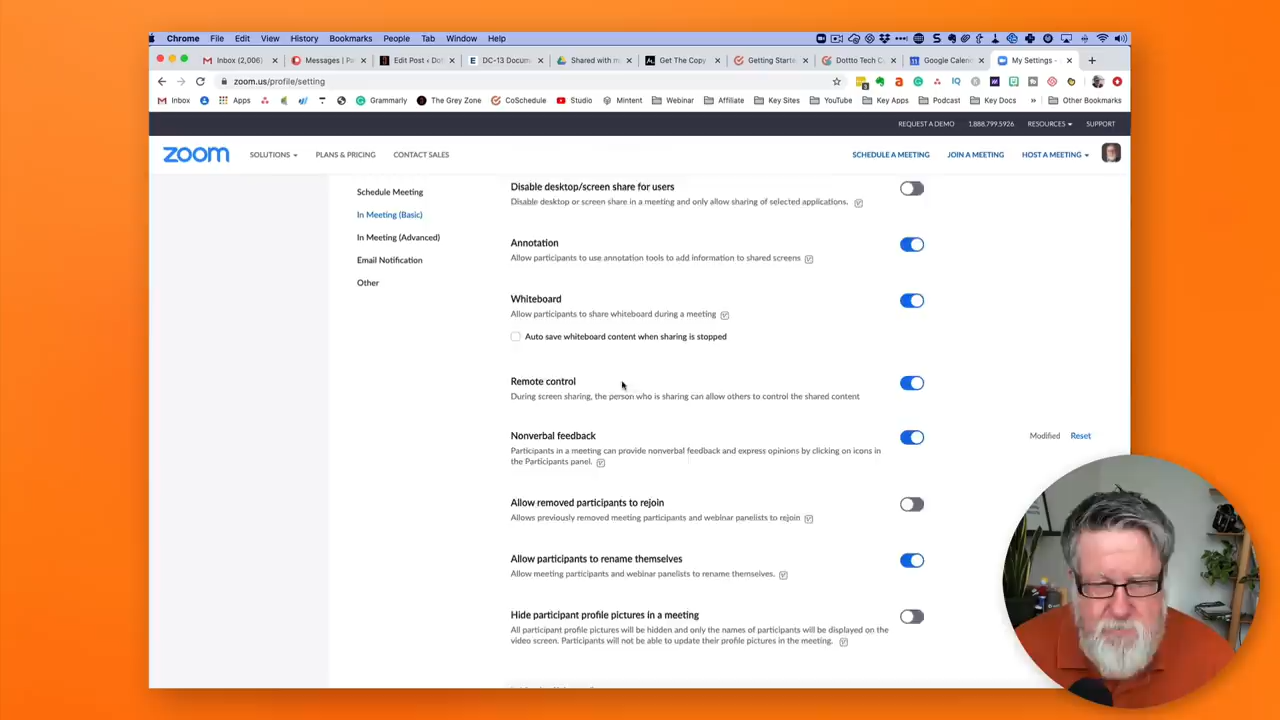 Chrome File Edit View History Bookmarks People Tab Window Help
Inbox (2,006) Messages | Pa Edit Post ‹ Dot DC-13 Docum Shared with m Get The Copy Getting Starte Dottto Tech C Google Calen My Settings -
zoom.us/profile/setting
Inbox Apps Grammarly The Grey Zone CoSchedule Studio Mintent Webinar Affiliate Key Sites YouTube Key Apps Podcast Key Docs » Other Bookmarks
REQUEST A DEMO 1.888.799.5926 RESOURCES SUPPORT
zoom SOLUTIONS PLANS & PRICING CONTACT SALES SCHEDULE A MEETING JOIN A MEETING HOST A MEETING
Schedule Meeting
In Meeting (Basic)
In Meeting (Advanced)
Email Notification
Other
Disable desktop/screen share for users
Disable desktop or screen share in a meeting and only allow sharing of selected applications.
Annotation
Allow participants to use annotation tools to add information to shared screens
Whiteboard
Allow participants to share whiteboard during a meeting
Auto save whiteboard content when sharing is stopped
Remote control
During screen sharing, the person who is sharing can allow others to control the shared content
Nonverbal feedback Modified Reset
Participants in a meeting can provide nonverbal feedback and express opinions by clicking on icons in
the Participants panel.
Allow removed participants to rejoin
Allows previously removed meeting participants and webinar panelists to rejoin
Allow participants to rename themselves
Allow meeting participants and webinar panelists to rename themselves.
Hide participant profile pictures in a meeting
All participant profile pictures will be hidden and only the names of participants will be displayed on the
video screen. Participants will not be able to update their profile pictures in the meeting.